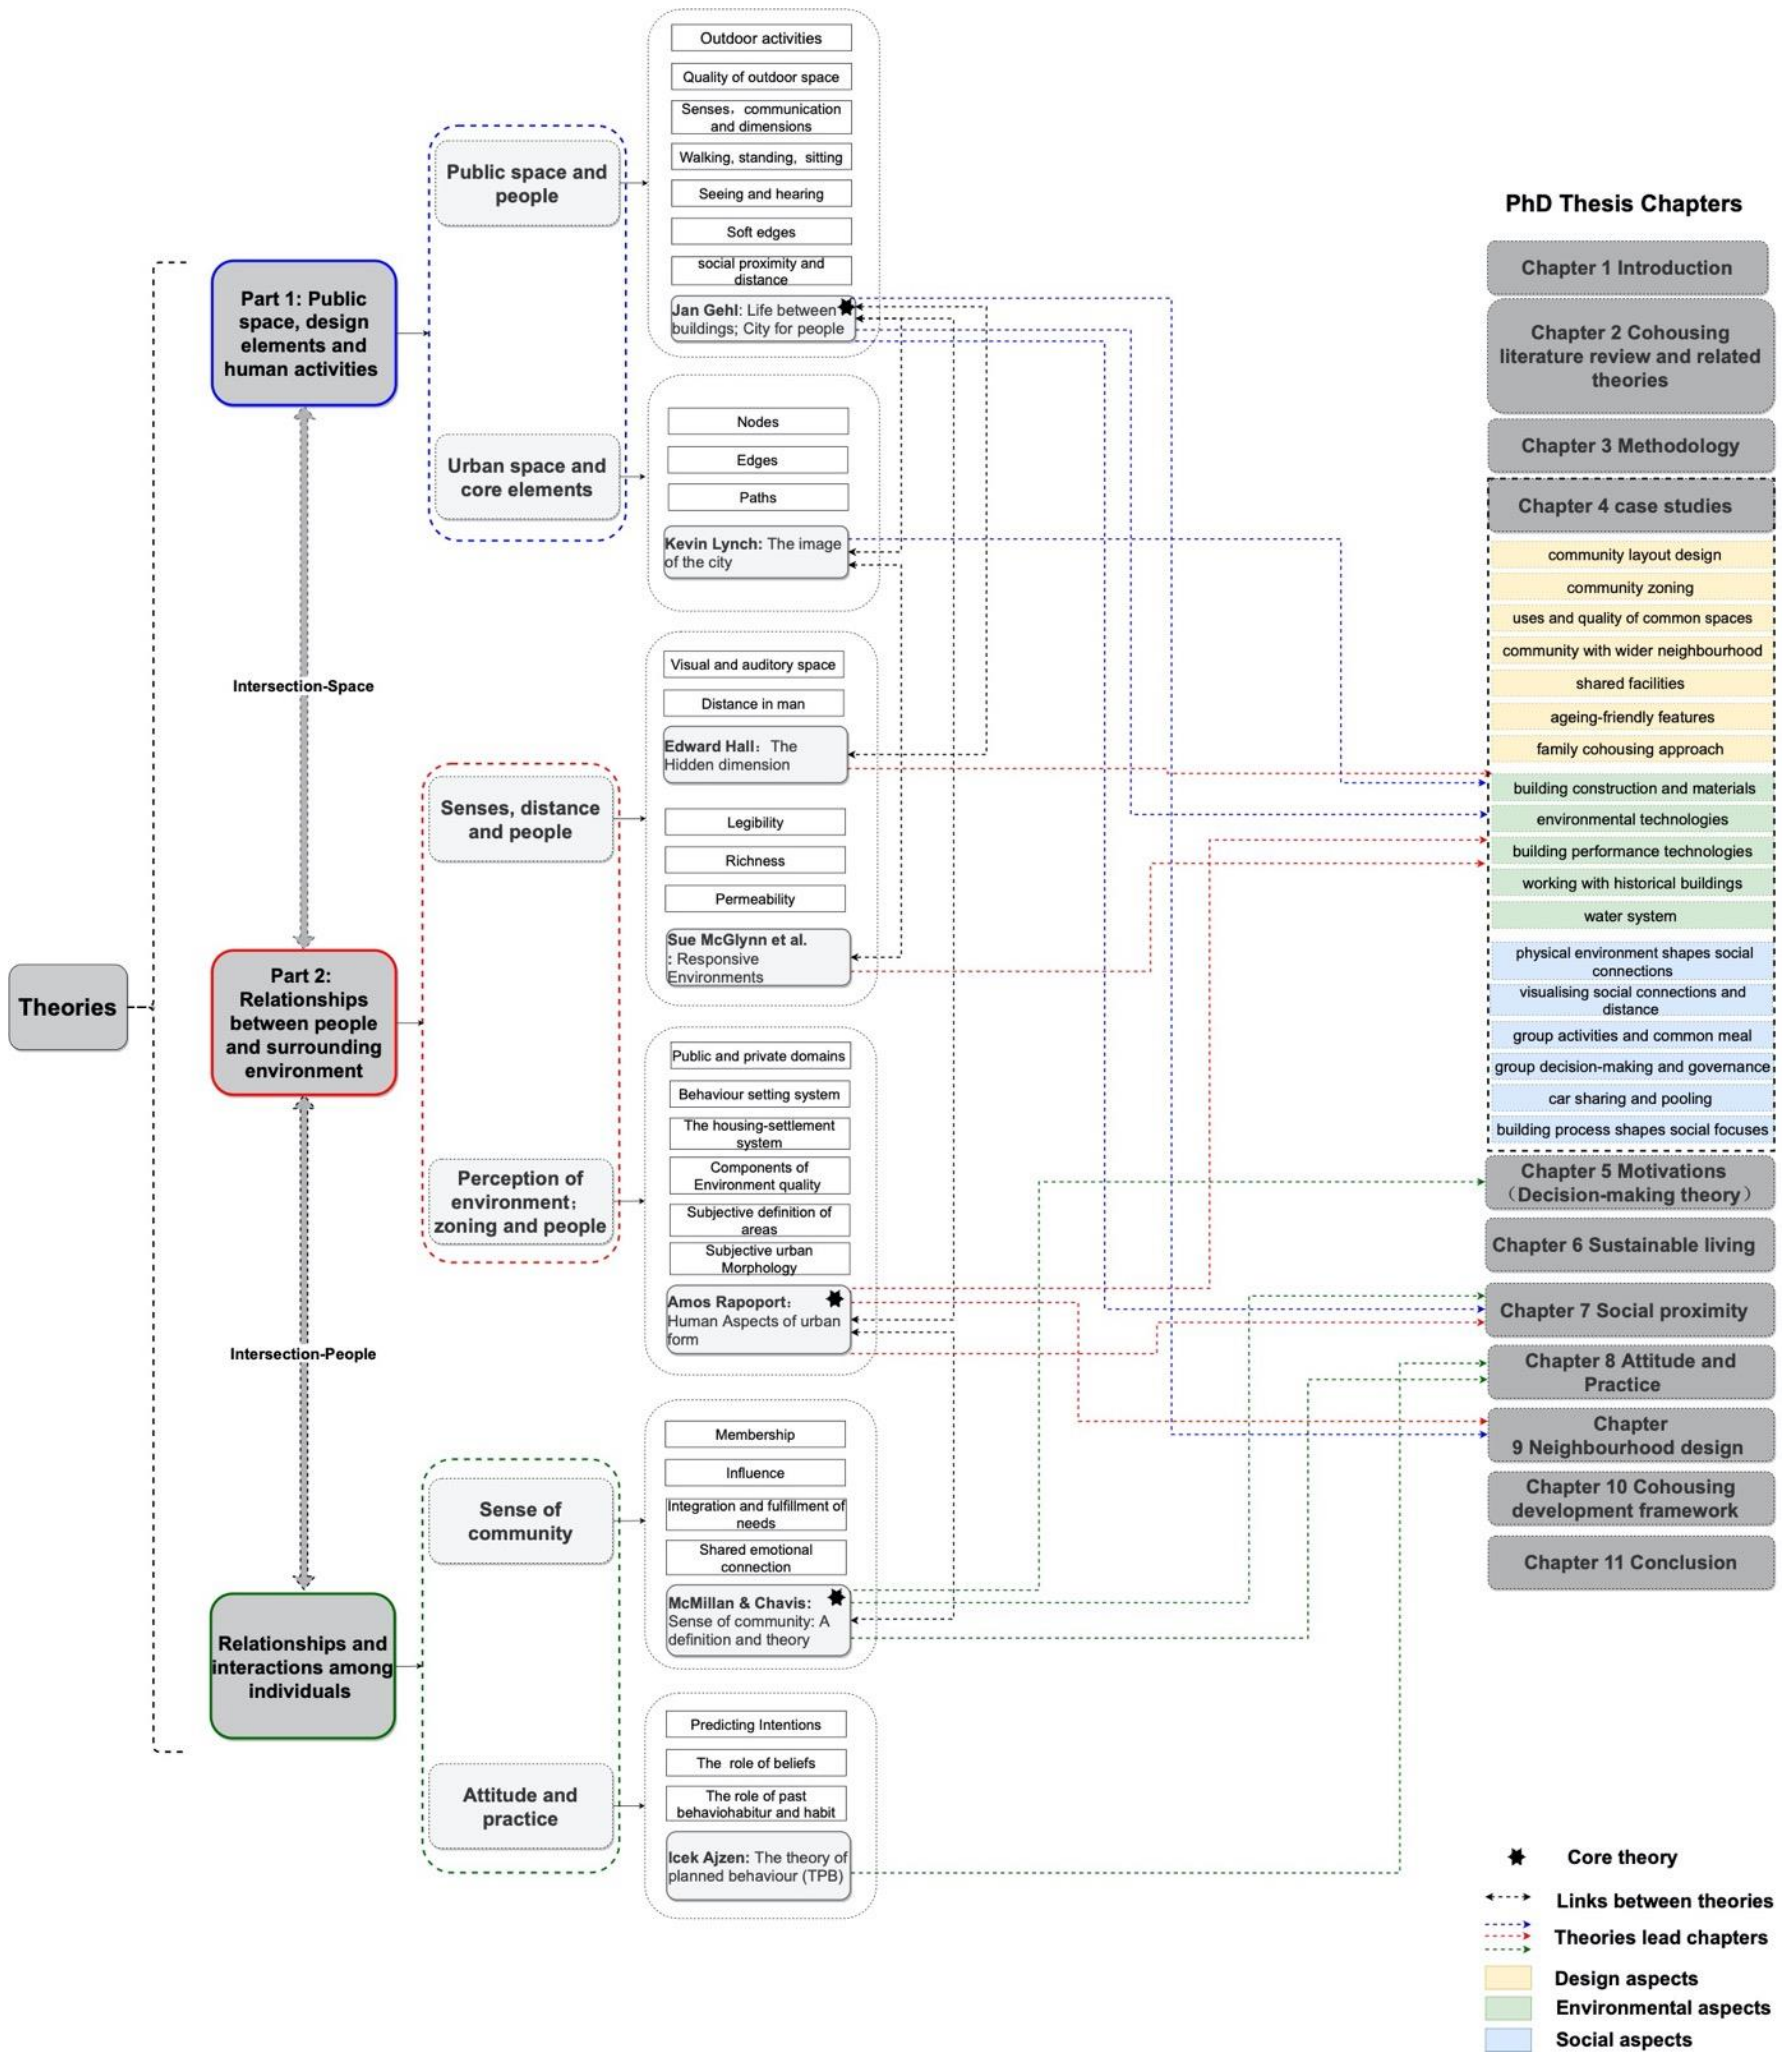 Outdoor activities
Quality of outdoor space
Senses，communication
and dimensions
Walking, standing, sitting
Seeing and hearing
Soft edges
social proximity and
distance
Jan Gehl: Life between
buildings; City for people
Public space and
people
Urban space and
core elements
Part 1: Public
space, design
elements and
human activities
Nodes
Edges
Paths
Kevin Lynch: The image
of the city
Intersection-Space
Visual and auditory space
Distance in man
Edward Hall：The
Hidden dimension
Senses, distance
and people
Legibility
Richness
Permeability
Sue McGlynn et al.
: Responsive
Environments
Theories
Part 2:
Relationships
between people
and surrounding
environment
Public and private domains
Behaviour setting system
The housing-settlement
system
Components of
Environment quality
Subjective definition of
areas
Subjective urban
Morphology
Amos Rapoport：
Human Aspects of urban
form
Perception of
environment；
zoning and people
Intersection-People
Membership
Influence
Integration and fulfillment of
needs
Shared emotional
connection
McMillan & Chavis:
Sense of community: A
definition and theory
Sense of
community
Relationships and
interactions among
individuals
Attitude and
practice
Predicting Intentions
The role of beliefs
The role of past
behaviohabitur and habit
Icek Ajzen: The theory of
planned behaviour (TPB)
PhD Thesis Chapters
Chapter 1 Introduction
Chapter 2 Cohousing
literature review and related
theories
Chapter 3 Methodology
Chapter 4 case studies
community layout design
community zoning
uses and quality of common spaces
community with wider neighbourhood
shared facilities
ageing-friendly features
family cohousing approach
building construction and materials
environmental technologies
building performance technologies
working with historical buildings
water system
physical environment shapes social
connections
visualising social connections and
distance
group activities and common meal
group decision-making and governance
car sharing and pooling
building process shapes social focuses
Chapter 5 Motivations
（Decision-making theory）
Chapter 6 Sustainable living
Chapter 7 Social proximity
Chapter 8 Attitude and
Practice
Chapter
9 Neighbourhood design
Chapter 10 Cohousing
development framework
Chapter 11 Conclusion
Core theory
Links between theories
Theories lead chapters
Design aspects
Environmental aspects
Social aspects